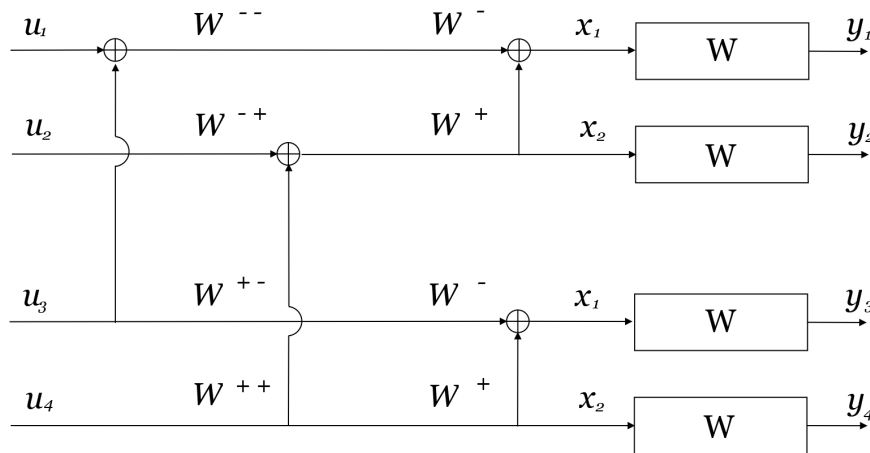 u₁ W ⁻⁻ W ⁻ x₁ W y₁
u₂ W ⁻⁺ W ⁺ x₂ W y₂
u₃ W ⁺⁻ W ⁻ x₁ W y₃
u₄ W ⁺⁺ W ⁺ x₂ W y₄